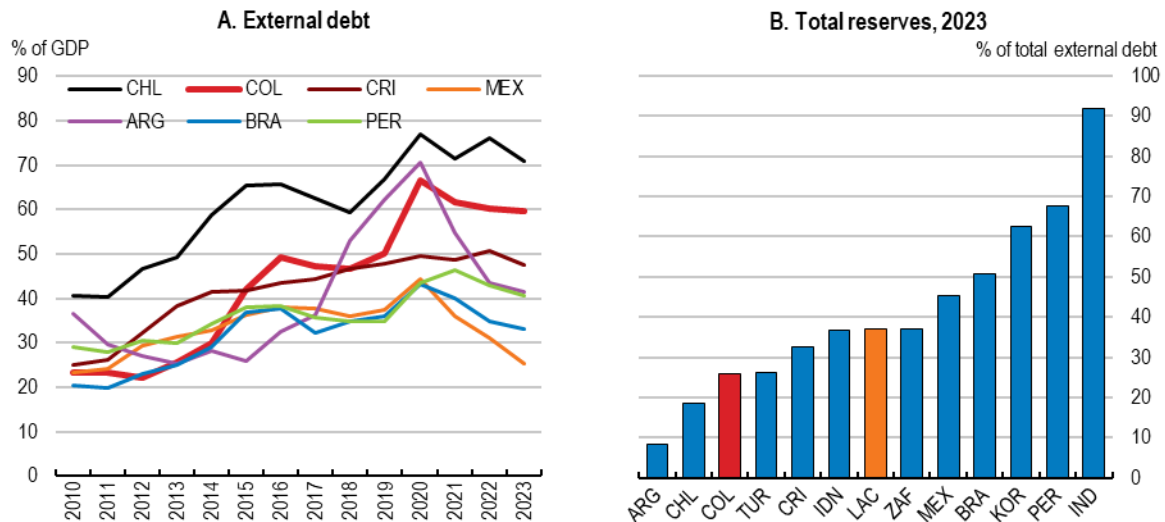 A. External debt
% of GDP
90
80
70
60
50
40
30
20
10
0
CHL COL CRI MEX
ARG BRA PER
2010 2011 2012 2013 2014 2015 2016 2017 2018 2019 2020 2021 2022 2023
B. Total reserves, 2023
% of total external debt
100
90
80
70
60
50
40
30
20
10
0
ARG CHL COL TUR CRI IDN LAC ZAF MEX BRA KOR PER IND